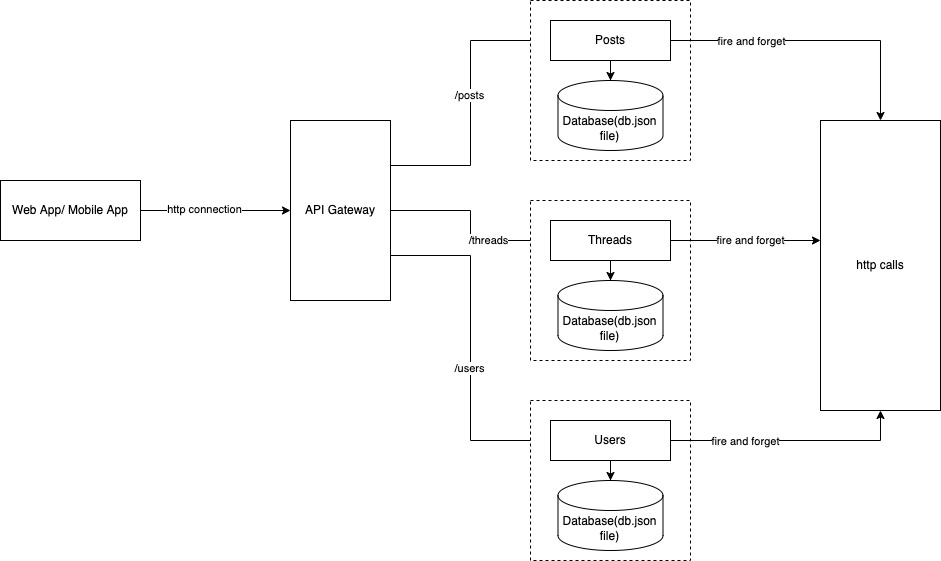 Posts
fire and forget
/posts
Database(db.json
file)
Web App/ Mobile App
http connection
API Gateway
/threads
Threads
fire and forget
http calls
Database(db.json
file)
/users
Users
fire and forget
Database(db.json
file)